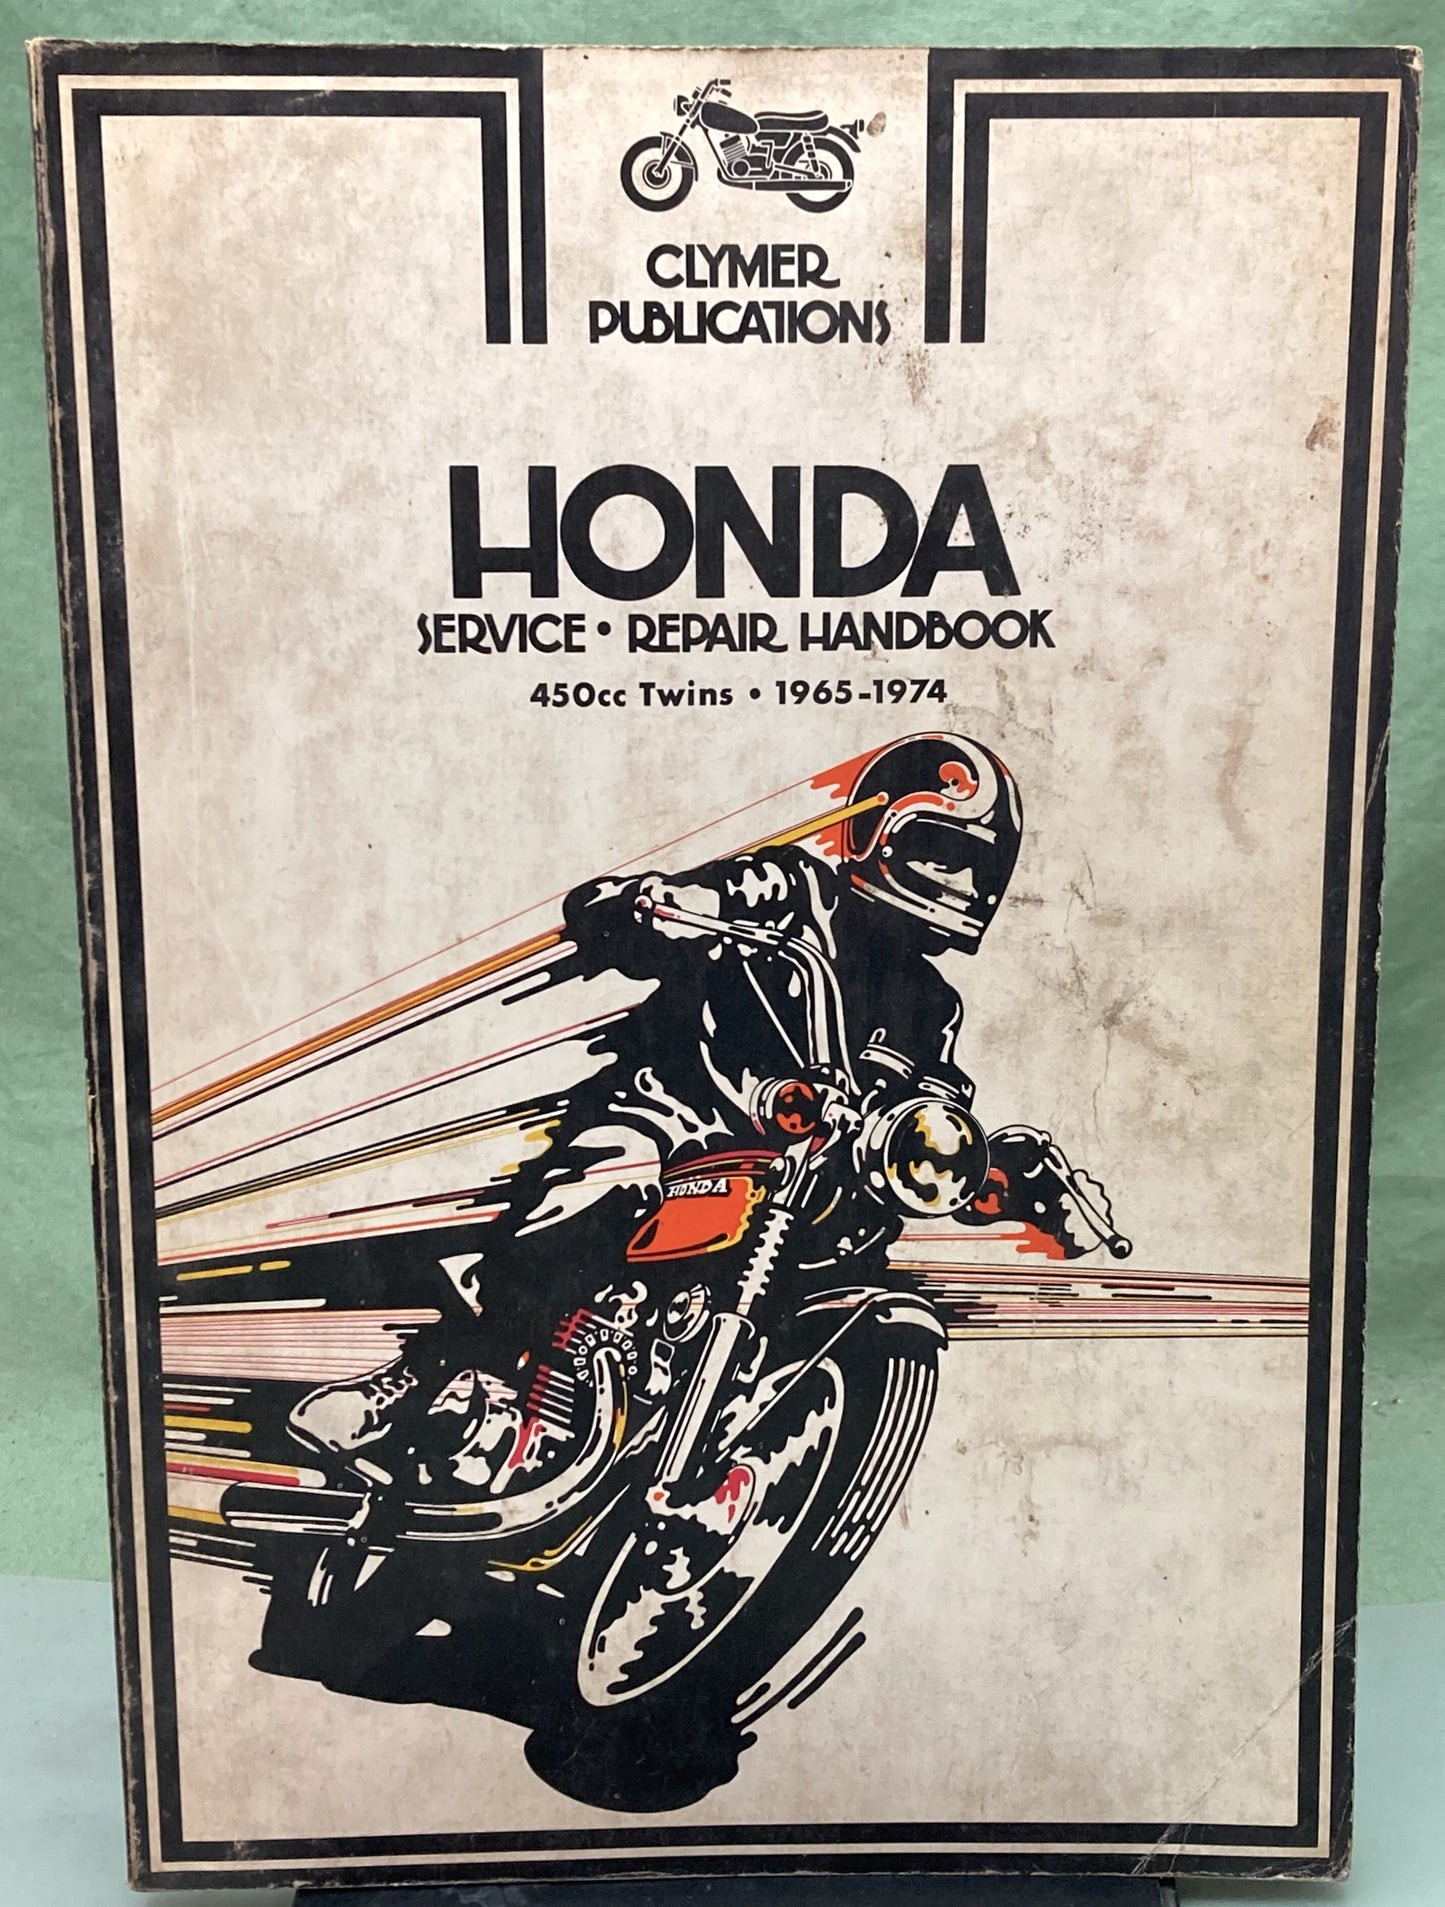 CLYMER
PUBLICATIONS
HONDA
SERVICE • REPAIR HANDBOOK
450cc Twins • 1965-1974
HONDA